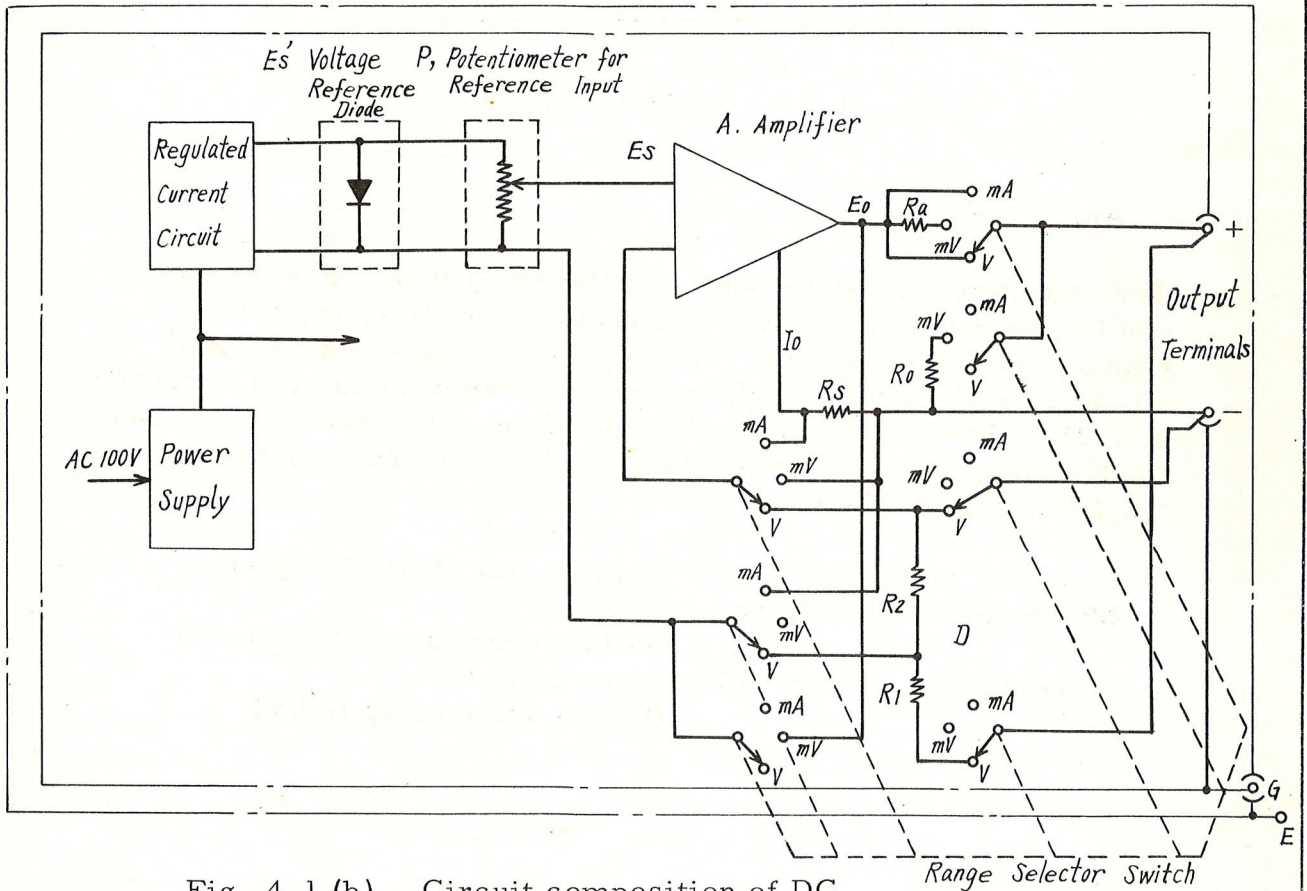 Es' Voltage
Reference
Diode
P, Potentiometer for
Reference Input
Regulated
Current
Circuit
Es
A. Amplifier
Eo
Ra
mA
mV
V
+
Output
Terminals
−
Io
Rs
Ro
mA
mV
V
AC 100V
Power
Supply
mA
mV
V
mA
mV
V
mA
mV
V
R2
D
R1
mA
mV
V
mA
mV
V
G
E
Range Selector Switch
Fig. 4-1 (b) Circuit composition of DC